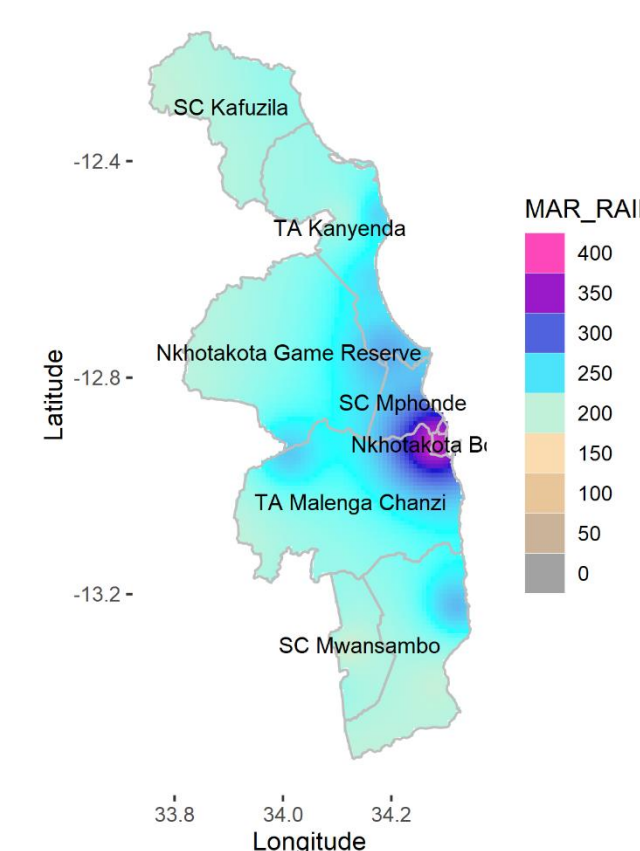 SC Kafuzila
-12.4
MAR_RAI
TA Kanyenda
400
350
300
Nkhotakota Game Reserve
250
-12.8
Latitude
SC Mphonde
200
Nkhotakota Bo
150
100
TA Malenga Chanzi
50
0
-13.2
SC Mwansambo
33.8 34.0 34.2
Longitude